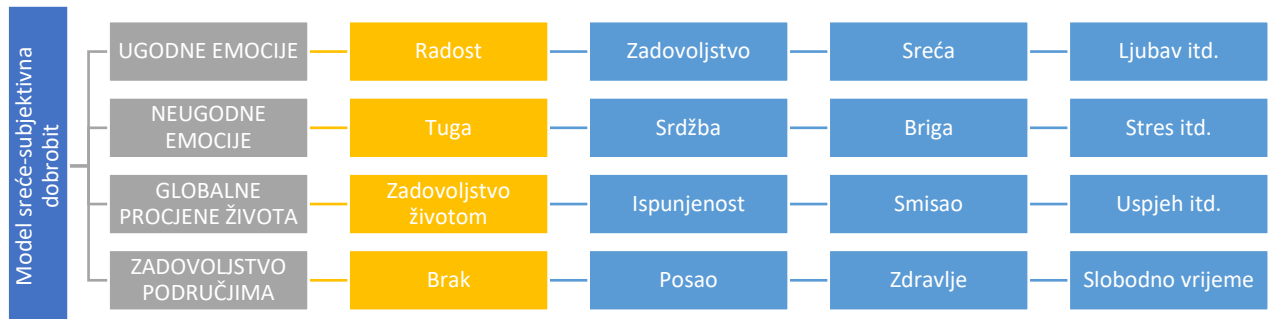 Model sreće-subjektivna
dobrobit
UGODNE EMOCIJE
Radost
Zadovoljstvo
Sreća
Ljubav itd.
NEUGODNE
EMOCIJE
Tuga
Srdžba
Briga
Stres itd.
GLOBALNE
PROCJENE ŽIVOTA
Zadovoljstvo
životom
Ispunjenost
Smisao
Uspjeh itd.
ZADOVOLJSTVO
PODRUČJIMA
Brak
Posao
Zdravlje
Slobodno vrijeme